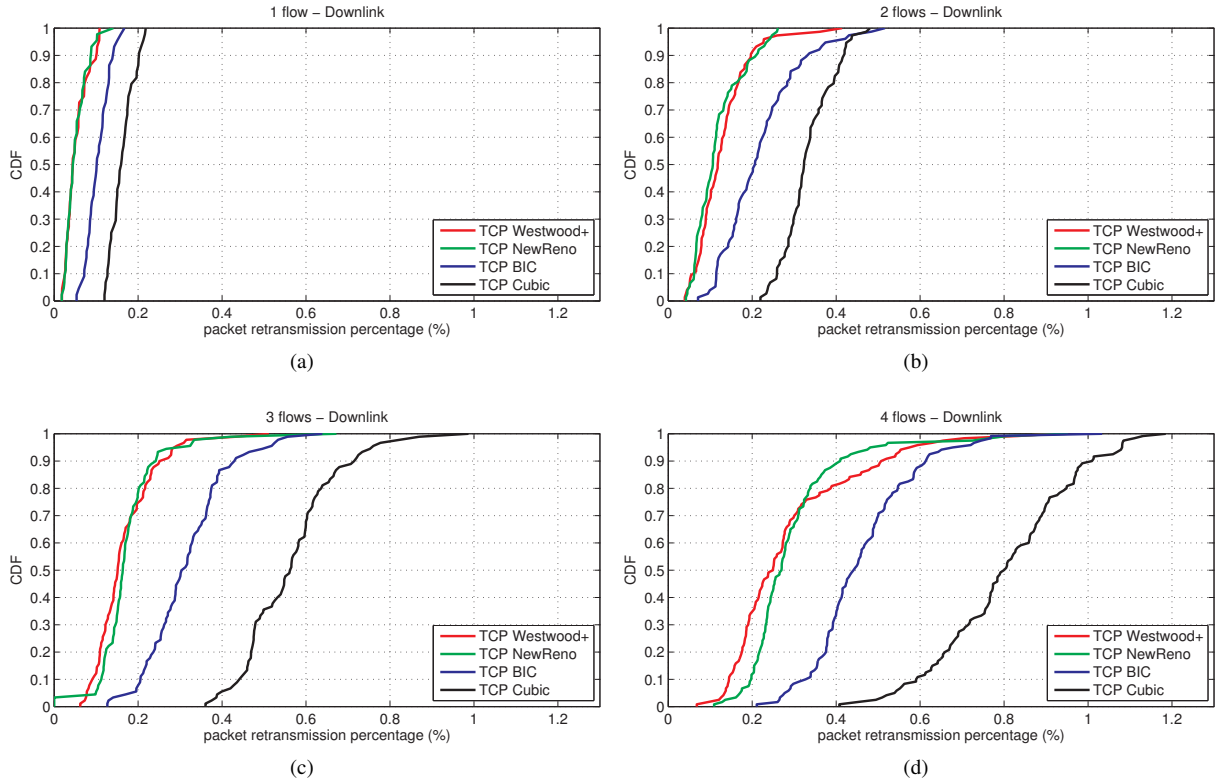 1 flow − Downlink
1
0.9
0.8
0.7
0.6
0.5
0.4
0.3
0.2
0.1
0
CDF
TCP Westwood+
TCP NewReno
TCP BIC
TCP Cubic
0 0.2 0.4 0.6 0.8 1 1.2
packet retransmission percentage (%)
(a)
2 flows − Downlink
1
0.9
0.8
0.7
0.6
0.5
0.4
0.3
0.2
0.1
0
CDF
TCP Westwood+
TCP NewReno
TCP BIC
TCP Cubic
0 0.2 0.4 0.6 0.8 1 1.2
packet retransmission percentage (%)
(b)
3 flows − Downlink
1
0.9
0.8
0.7
0.6
0.5
0.4
0.3
0.2
0.1
0
CDF
TCP Westwood+
TCP NewReno
TCP BIC
TCP Cubic
0 0.2 0.4 0.6 0.8 1 1.2
packet retransmission percentage (%)
(c)
4 flows − Downlink
1
0.9
0.8
0.7
0.6
0.5
0.4
0.3
0.2
0.1
0
CDF
TCP Westwood+
TCP NewReno
TCP BIC
TCP Cubic
0 0.2 0.4 0.6 0.8 1 1.2
packet retransmission percentage (%)
(d)